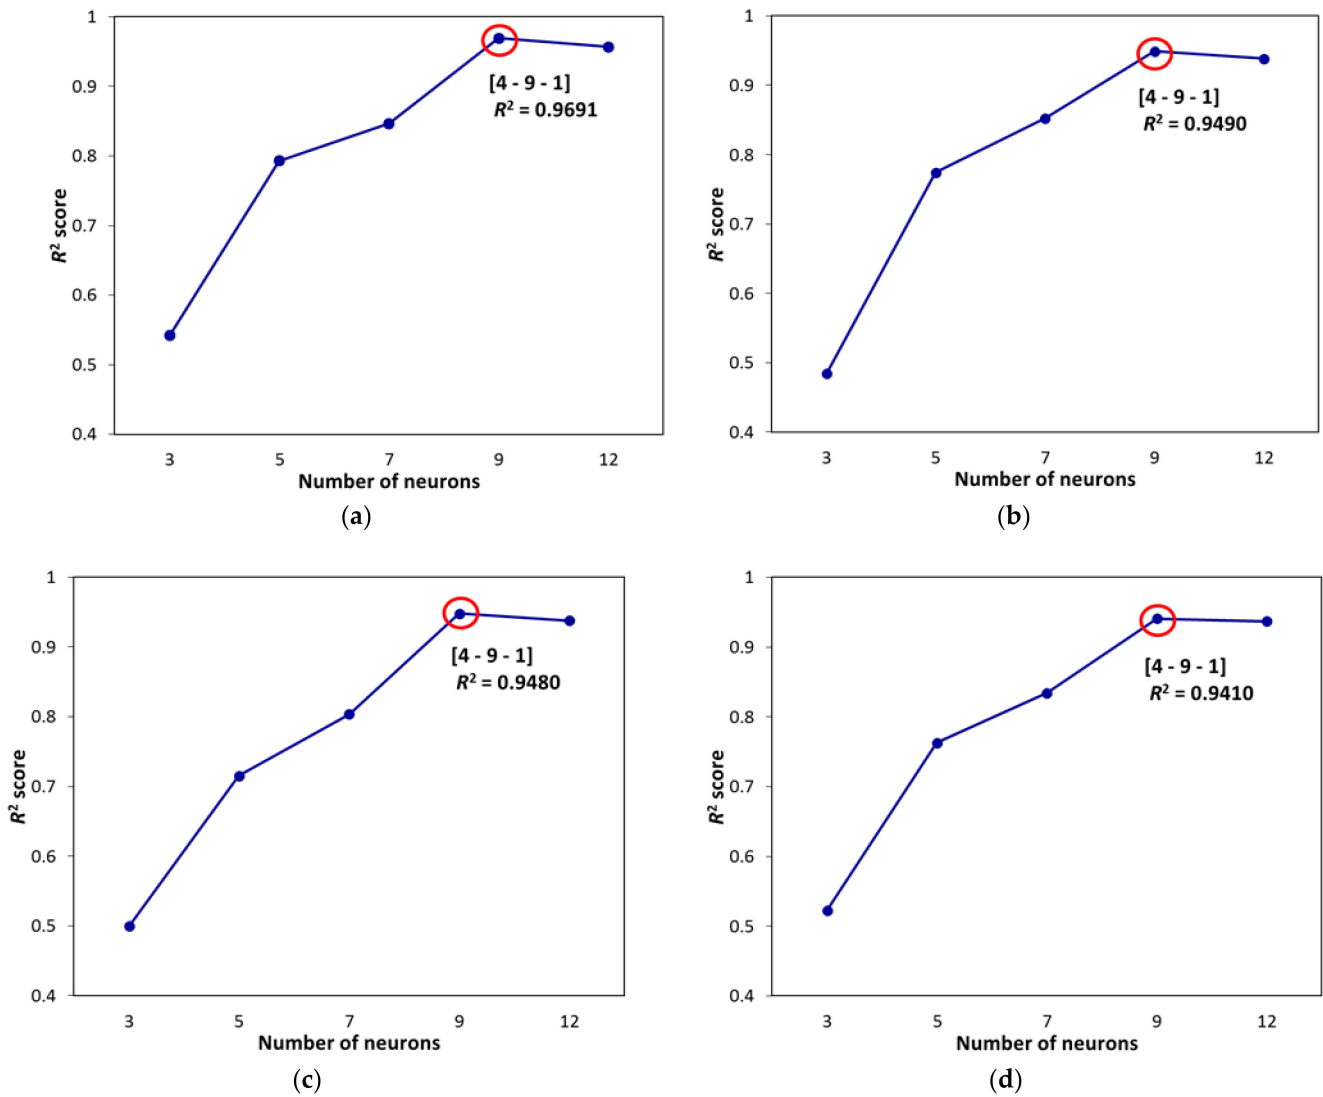 1
0.9
0.8
0.7
0.6
0.5
0.4
R² score
[4 - 9 - 1]
R² = 0.9691
3 5 7 9 12
Number of neurons
(a)
1
0.9
0.8
0.7
0.6
0.5
0.4
R² score
[4 - 9 - 1]
R² = 0.9490
3 5 7 9 12
Number of neurons
(b)
1
0.9
0.8
0.7
0.6
0.5
0.4
R² score
[4 - 9 - 1]
R² = 0.9480
3 5 7 9 12
Number of neurons
(c)
1
0.9
0.8
0.7
0.6
0.5
0.4
R² score
[4 - 9 - 1]
R² = 0.9410
3 5 7 9 12
Number of neurons
(d)